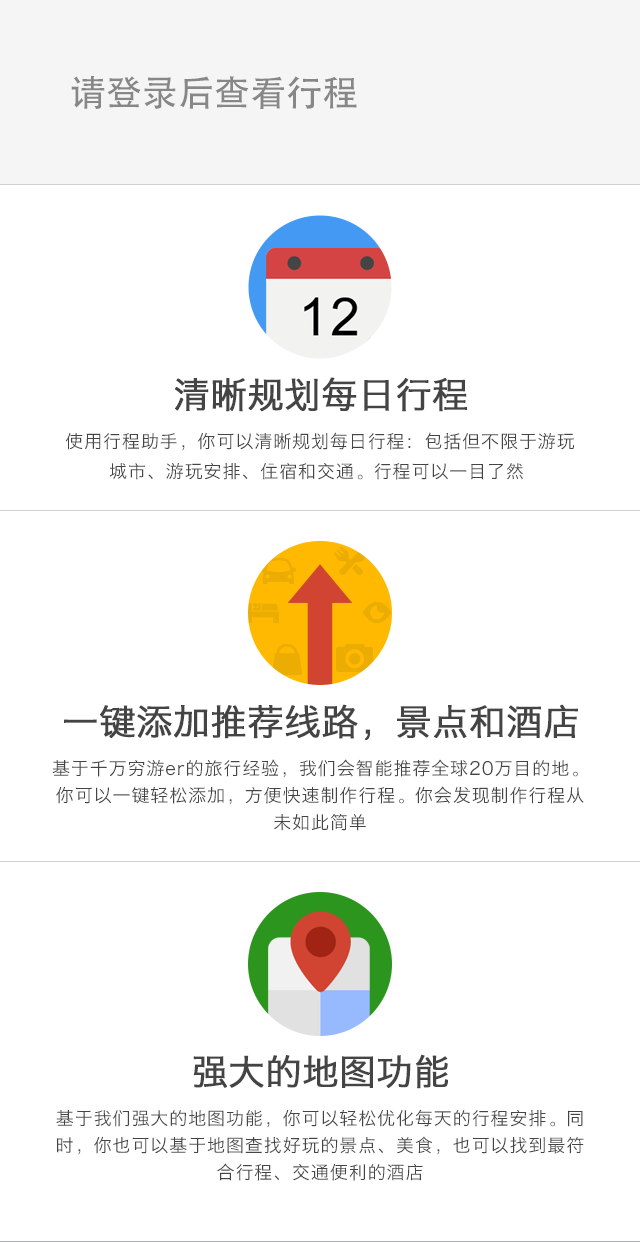 请登录后查看行程
12
清晰规划每日行程
使用行程助手，你可以清晰规划每日行程：包括但不限于游玩
城市、游玩安排、住宿和交通。行程可以一目了然
一键添加推荐线路，景点和酒店
基于千万穷游er的旅行经验，我们会智能推荐全球20万目的地。
你可以一键轻松添加，方便快速制作行程。你会发现制作行程从
未如此简单
强大的地图功能
基于我们强大的地图功能，你可以轻松优化每天的行程安排。同
时，你也可以基于地图查找好玩的景点、美食，也可以找到最符
合行程、交通便利的酒店